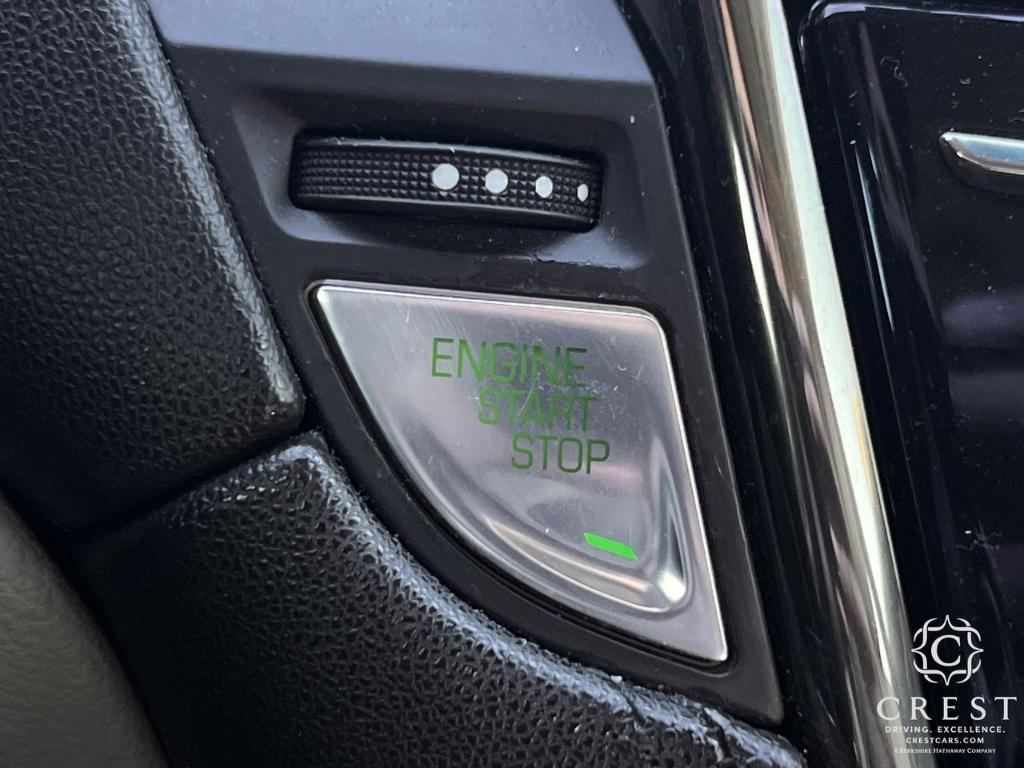 ENGINE
START
STOP
C
CREST
DRIVING. EXCELLENCE.
CRESTCARS.COM
A BERKSHIRE HATHAWAY COMPANY